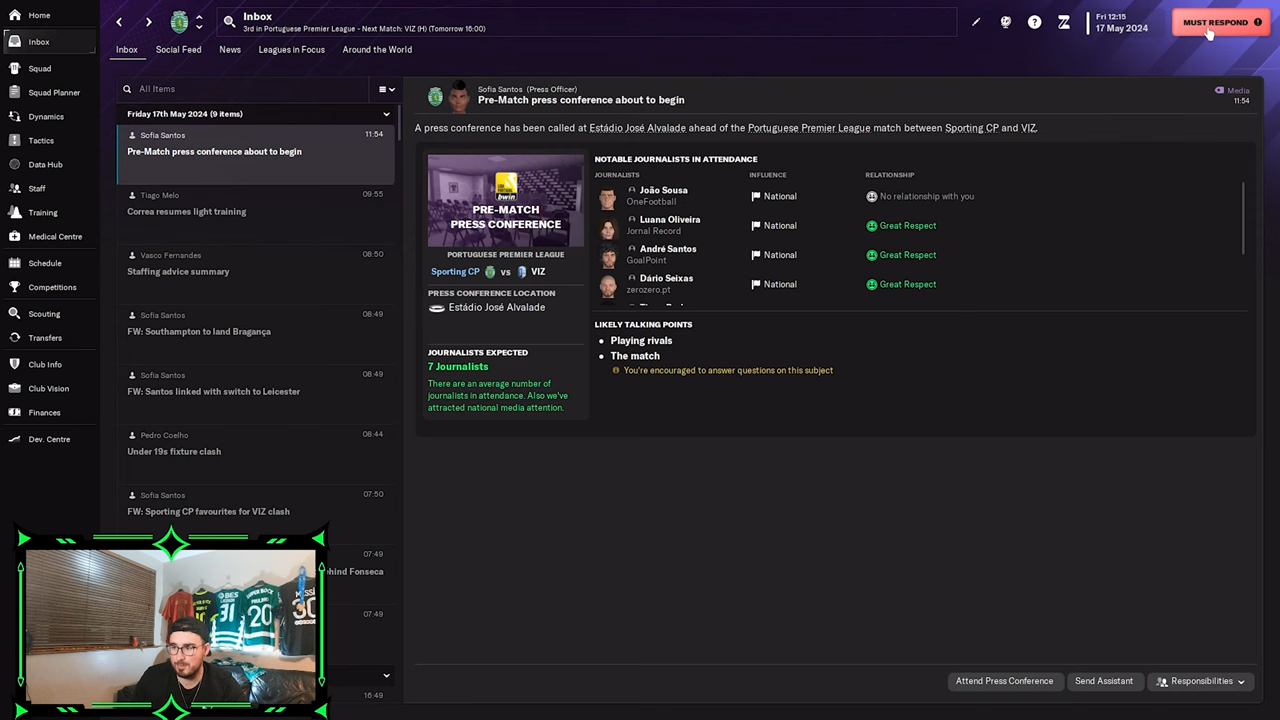 Home
Inbox
Squad
Squad Planner
Dynamics
Tactics
Data Hub
Staff
Training
Medical Centre
Schedule
Competitions
Scouting
Transfers
Club Info
Club Vision
Finances
Dev. Centre
Inbox
3rd in Portuguese Premier League - Next Match: VIZ (H) (Tomorrow 16:00)
Fri 12:15
17 May 2024
MUST RESPOND
Inbox Social Feed News Leagues in Focus Around the World
All Items
Friday 17th May 2024 (9 items)
Sofia Santos 11:54
Pre-Match press conference about to begin
Tiago Melo 09:55
Correa resumes light training
Vasco Fernandes 08:50
Staffing advice summary
Sofia Santos 08:49
FW: Southampton to land Bragança
Sofia Santos 08:49
FW: Santos linked with switch to Leicester
Pedro Coelho 08:44
Under 19s fixture clash
Sofia Santos 07:50
FW: Sporting CP favourites for VIZ clash
07:49
hind Fonseca
07:49
16:49
Sofia Santos (Press Officer)
Pre-Match press conference about to begin
Media
11:54
A press conference has been called at Estádio José Alvalade ahead of the Portuguese Premier League match between Sporting CP and VIZ.
bwin
PRE-MATCH
PRESS CONFERENCE
PORTUGUESE PREMIER LEAGUE
Sporting CP vs VIZ
PRESS CONFERENCE LOCATION
Estádio José Alvalade
JOURNALISTS EXPECTED
7 Journalists
There are an average number of
journalists in attendance. Also we've
attracted national media attention.
NOTABLE JOURNALISTS IN ATTENDANCE
JOURNALISTS INFLUENCE RELATIONSHIP
João Sousa
OneFootball
National No relationship with you
Luana Oliveira
Jornal Record
National Great Respect
André Santos
GoalPoint
National Great Respect
Dário Seixas
zerozero.pt
National Great Respect
LIKELY TALKING POINTS
Playing rivals
The match
You're encouraged to answer questions on this subject
Attend Press Conference Send Assistant Responsibilities
BES
31
20
30